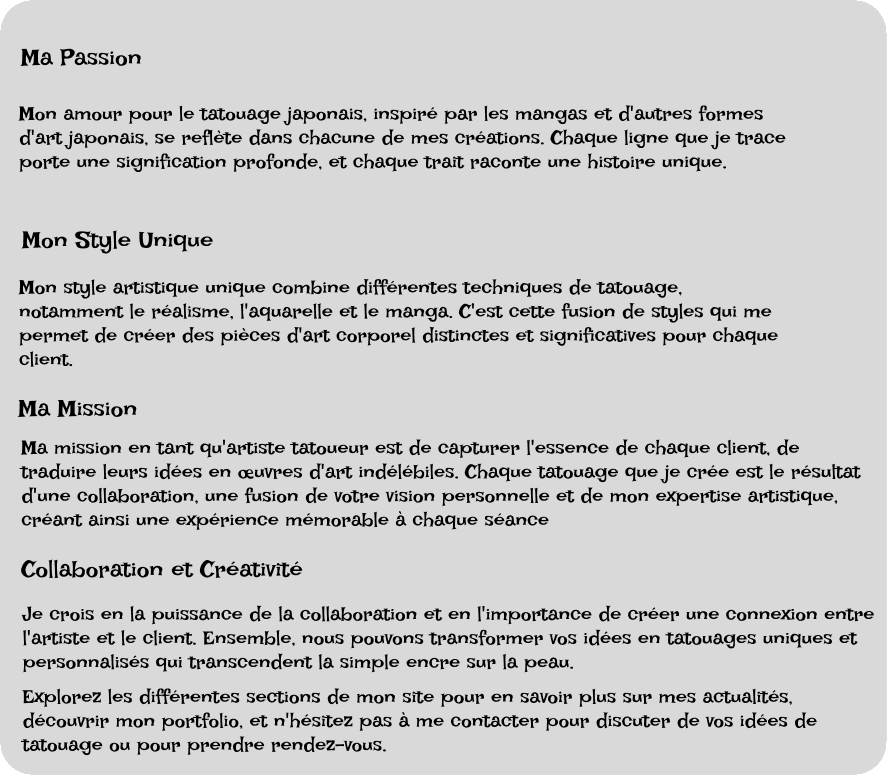 Ma Passion
Mon amour pour le tatouage japonais, inspiré par les mangas et d'autres formes
d'art japonais, se reflète dans chacune de mes créations. Chaque ligne que je trace
porte une signification profonde, et chaque trait raconte une histoire unique.
Mon Style Unique
Mon style artistique unique combine différentes techniques de tatouage,
notamment le réalisme, l'aquarelle et le manga. C'est cette fusion de styles qui me
permet de créer des pièces d'art corporel distinctes et significatives pour chaque
client.
Ma Mission
Ma mission en tant qu'artiste tatoueur est de capturer l'essence de chaque client, de
traduire leurs idées en œuvres d'art indélébiles. Chaque tatouage que je crée est le résultat
d'une collaboration, une fusion de votre vision personnelle et de mon expertise artistique,
créant ainsi une expérience mémorable à chaque séance
Collaboration et Créativité
Je crois en la puissance de la collaboration et en l'importance de créer une connexion entre
l'artiste et le client. Ensemble, nous pouvons transformer vos idées en tatouages uniques et
personnalisés qui transcendent la simple encre sur la peau.
Explorez les différentes sections de mon site pour en savoir plus sur mes actualités,
découvrir mon portfolio, et n'hésitez pas à me contacter pour discuter de vos idées de
tatouage ou pour prendre rendez-vous.